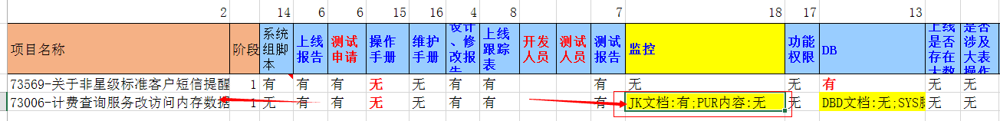 2 14 6 6 15 16 4 8 7 18 17 13
项目名称 阶段 系统组脚本 上线报告 测试申请 操作手册 维护手册 设计、修改报告 上线跟踪表 开发人员 测试人员 测试报告 监控 功能权限 DB 上线是否存在大数 是否涉及大表操作
73569-关于非星级标准客户短信提醒 1 有 有 有 无 无 有 有 有 无 无 有 无 无
73006-计费查询服务改访问内存数据 1 无 有 有 无 无 有 有 有 JK文档:有;PUR内容:无 无 DBD文档:无;SYS 无 无